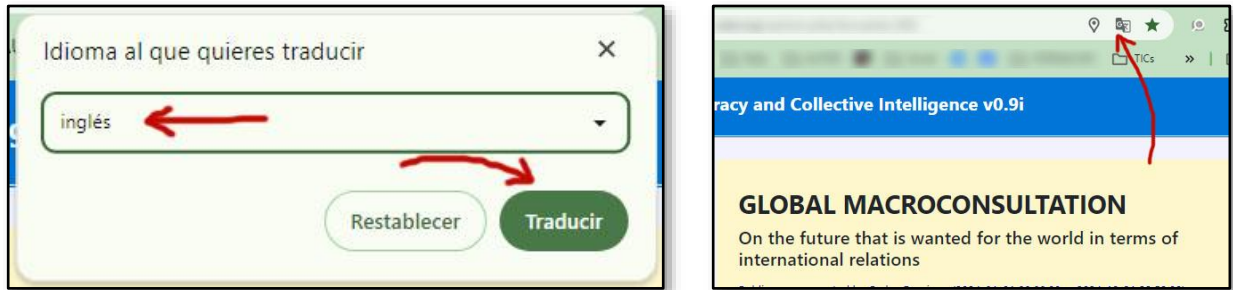 Idioma al que quieres traducir
inglés
Restablecer
Traducir
TICs
racy and Collective Intelligence v0.9i
GLOBAL MACROCONSULTATION
On the future that is wanted for the world in terms of
international relations